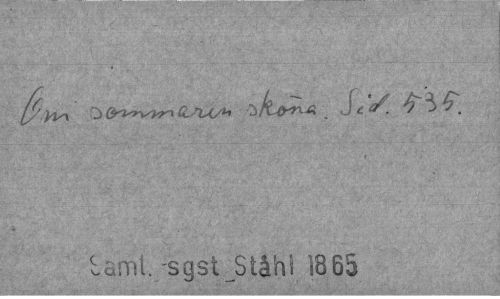 Om sommaren sköna. Sid. 535.
Saml. sgst Ståhl 1865